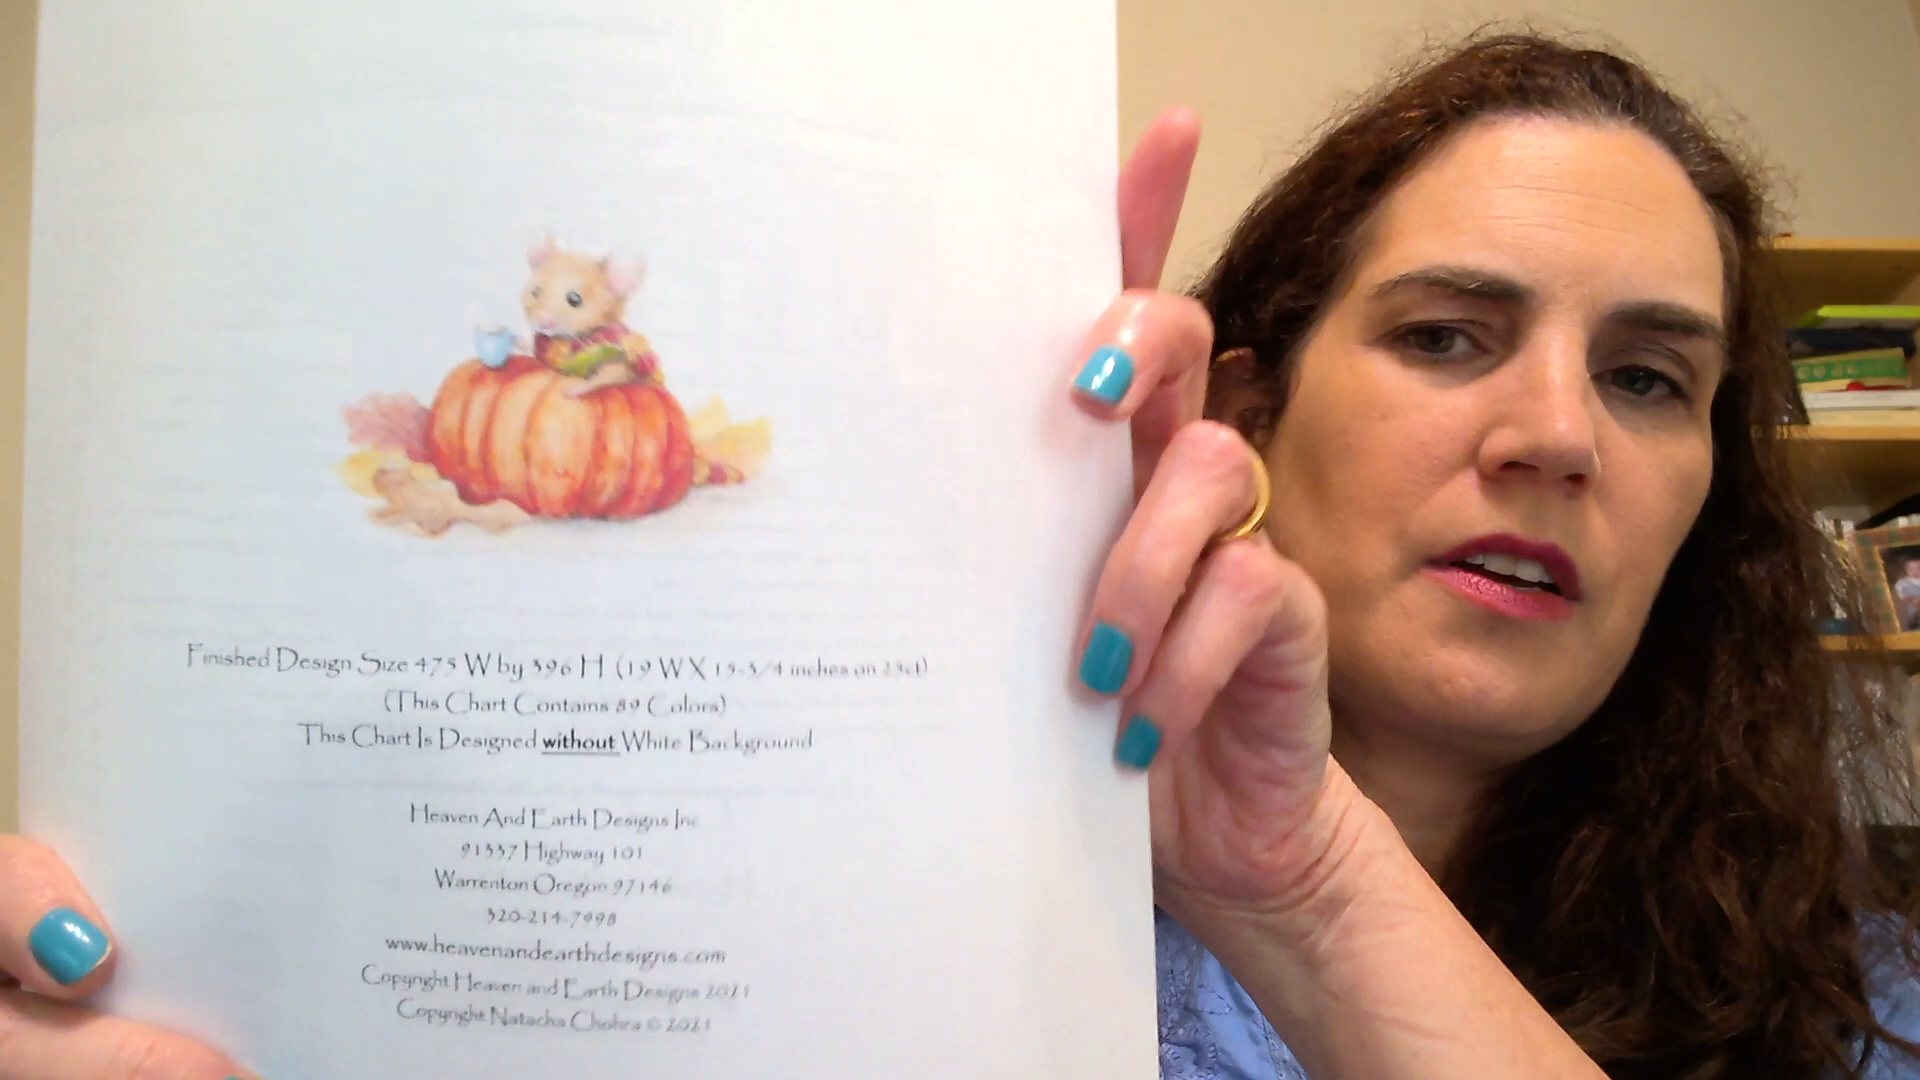 Finished Design Size 475 W by 396 H (19 W X 15-3/4 inches on 25ct)
(This Chart Contains 89 Colors)
This Chart Is Designed without White Background
Heaven And Earth Designs Inc
91337 Highway 101
Warrenton Oregon 97146
320-214-7998
www.heavenandearthdesigns.com
Copyright Heaven and Earth Designs 2021
Copyright Natacha Chohra © 2021